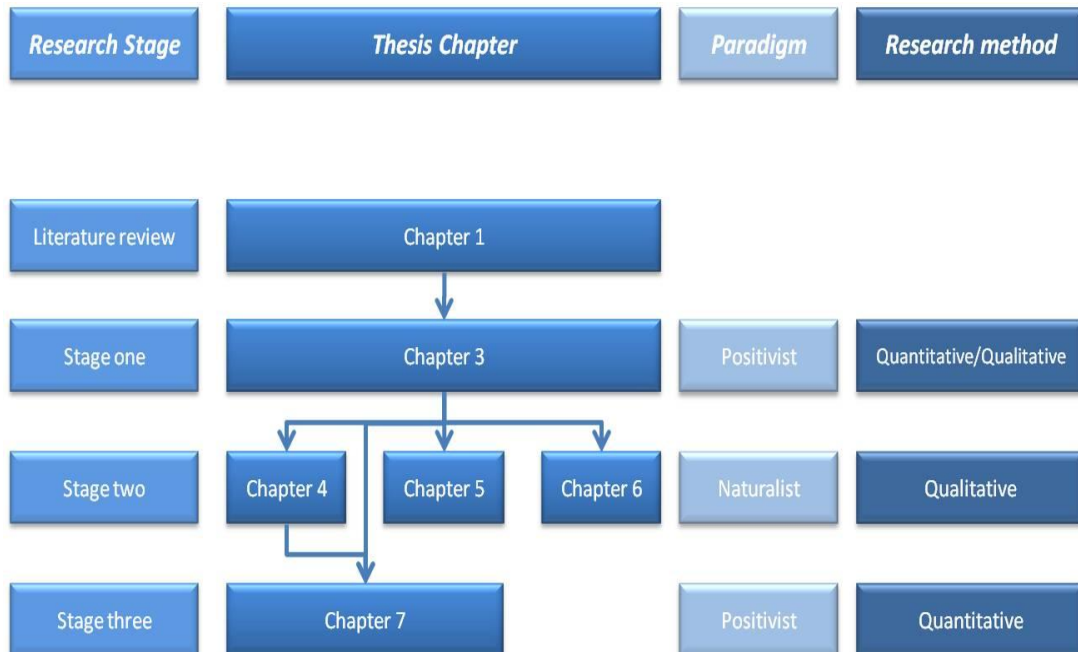 Research Stage
Thesis Chapter
Paradigm
Research method
Literature review
Chapter 1
Stage one
Chapter 3
Positivist
Quantitative/Qualitative
Stage two
Chapter 4
Chapter 5
Chapter 6
Naturalist
Qualitative
Stage three
Chapter 7
Positivist
Quantitative